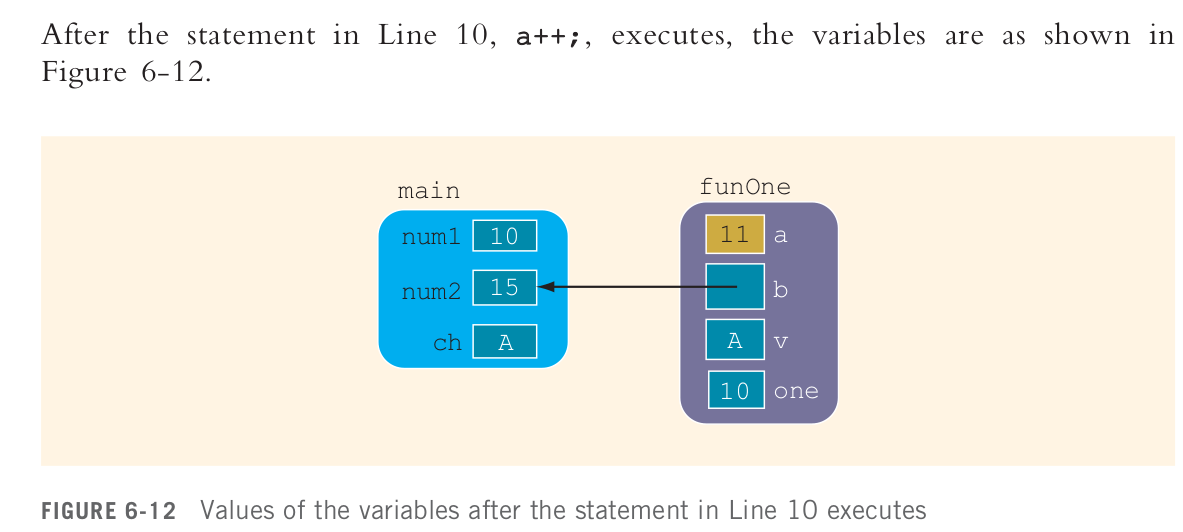 After the statement in Line 10, a++;, executes, the variables are as shown in
Figure 6-12.
main
num1 10
num2 15
ch A
funOne
11 a
b
A v
10 one
FIGURE 6-12 Values of the variables after the statement in Line 10 executes